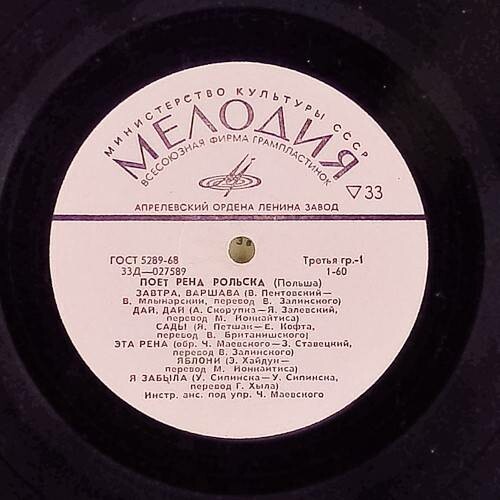 МИНИСТЕРСТВО КУЛЬТУРЫ СССР
МЕЛОДИЯ
ВСЕСОЮЗНАЯ ФИРМА ГРАМПЛАСТИНОК
▽33
АПРЕЛЕВСКИЙ ОРДЕНА ЛЕНИНА ЗАВОД
ГОСТ 5289-68
Третья гр.-1
33Д—027589
1-60
ПОЕТ РЕНА РОЛЬСКА (Польша)
ЗАВТРА, ВАРШАВА (В. Пентовский—
В. Млынарский, перевод В. Залинского)
ДАЙ, ДАЙ (А. Скорупка—Я. Залевский,
перевод М. Ионкайтиса)
САДЫ (Я. Петшак—Е. Кофта,
перевод В. Британишского)
ЭТА РЕНА (обр. Ч. Маевского—З. Ставецкий,
перевод В. Залинского)
ЯБЛОНИ (Э. Хайдун—
перевод М. Ионкайтиса)
Я ЗАБЫЛА (У. Сипинска—У. Сипинска,
перевод Г. Хыла)
Инстр. анс. под упр. Ч. Маевского